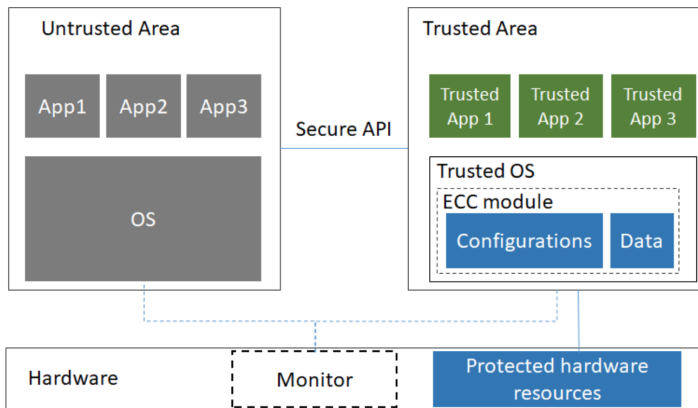 Untrusted Area
App1
App2
App3
OS
Secure API
Trusted Area
Trusted
App 1
Trusted
App 2
Trusted
App 3
Trusted OS
ECC module
Configurations
Data
Hardware
Monitor
Protected hardware
resources